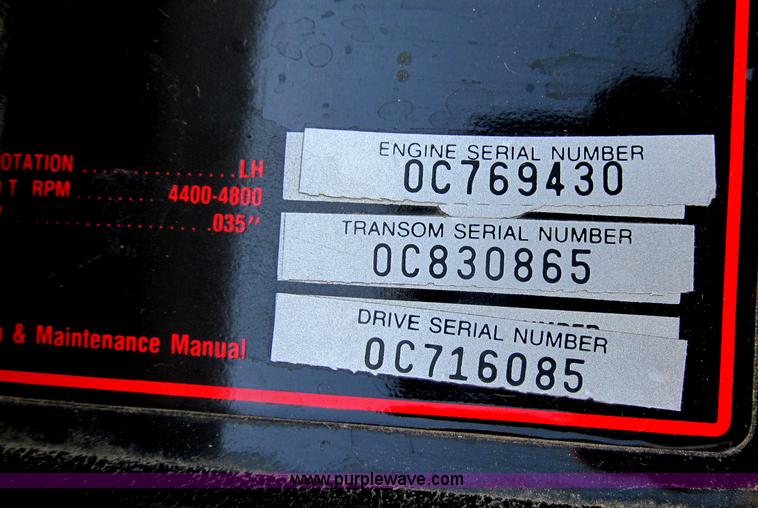 OTATION ................LH
T RPM ......... 4400-4800
.....................035"
& Maintenance Manual
ENGINE SERIAL NUMBER
0C769430
TRANSOM SERIAL NUMBER
0C830865
NUMBER
DRIVE SERIAL NUMBER
0C716085
www.purplewave.com